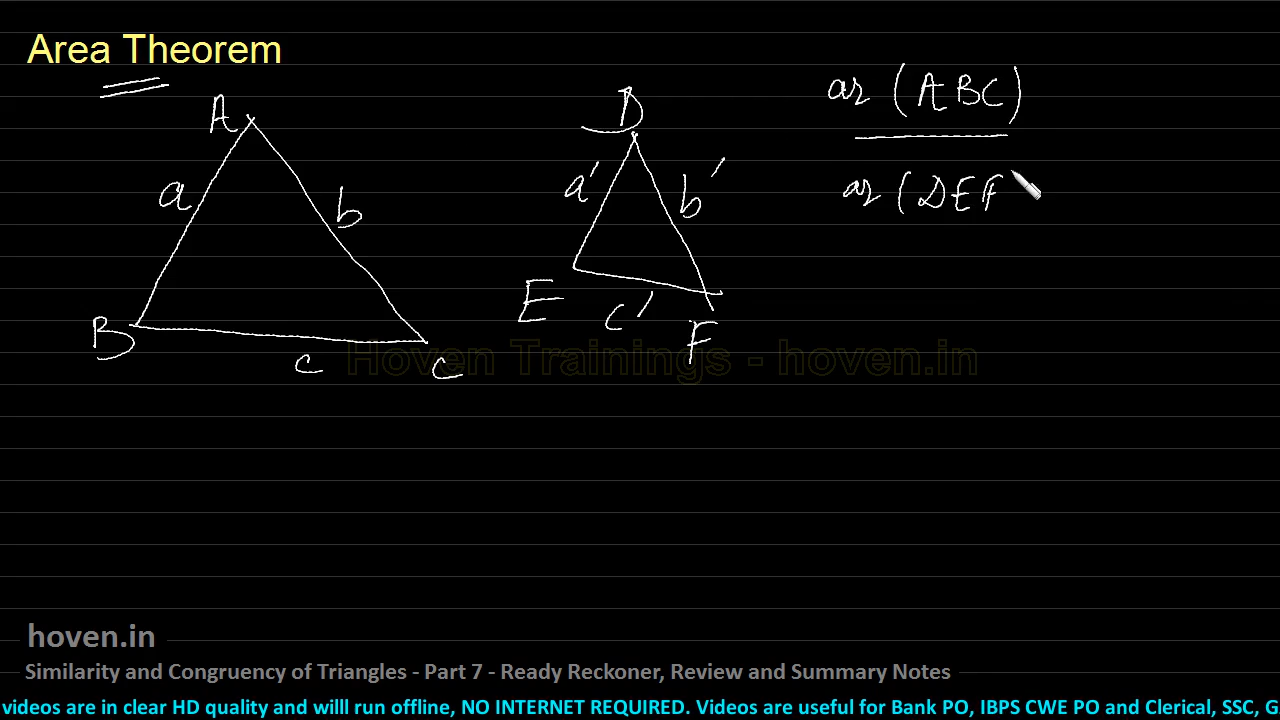 Area Theorem
A
a
b
B
c
C
D
a'
b'
E
c'
F
ar (ABC)
ar (DEF
Hoven Trainings - hoven.in
hoven.in
Similarity and Congruency of Triangles - Part 7 - Ready Reckoner, Review and Summary Notes
videos are in clear HD quality and willl run offline, NO INTERNET REQUIRED. Videos are useful for Bank PO, IBPS CWE PO and Clerical, SSC, G